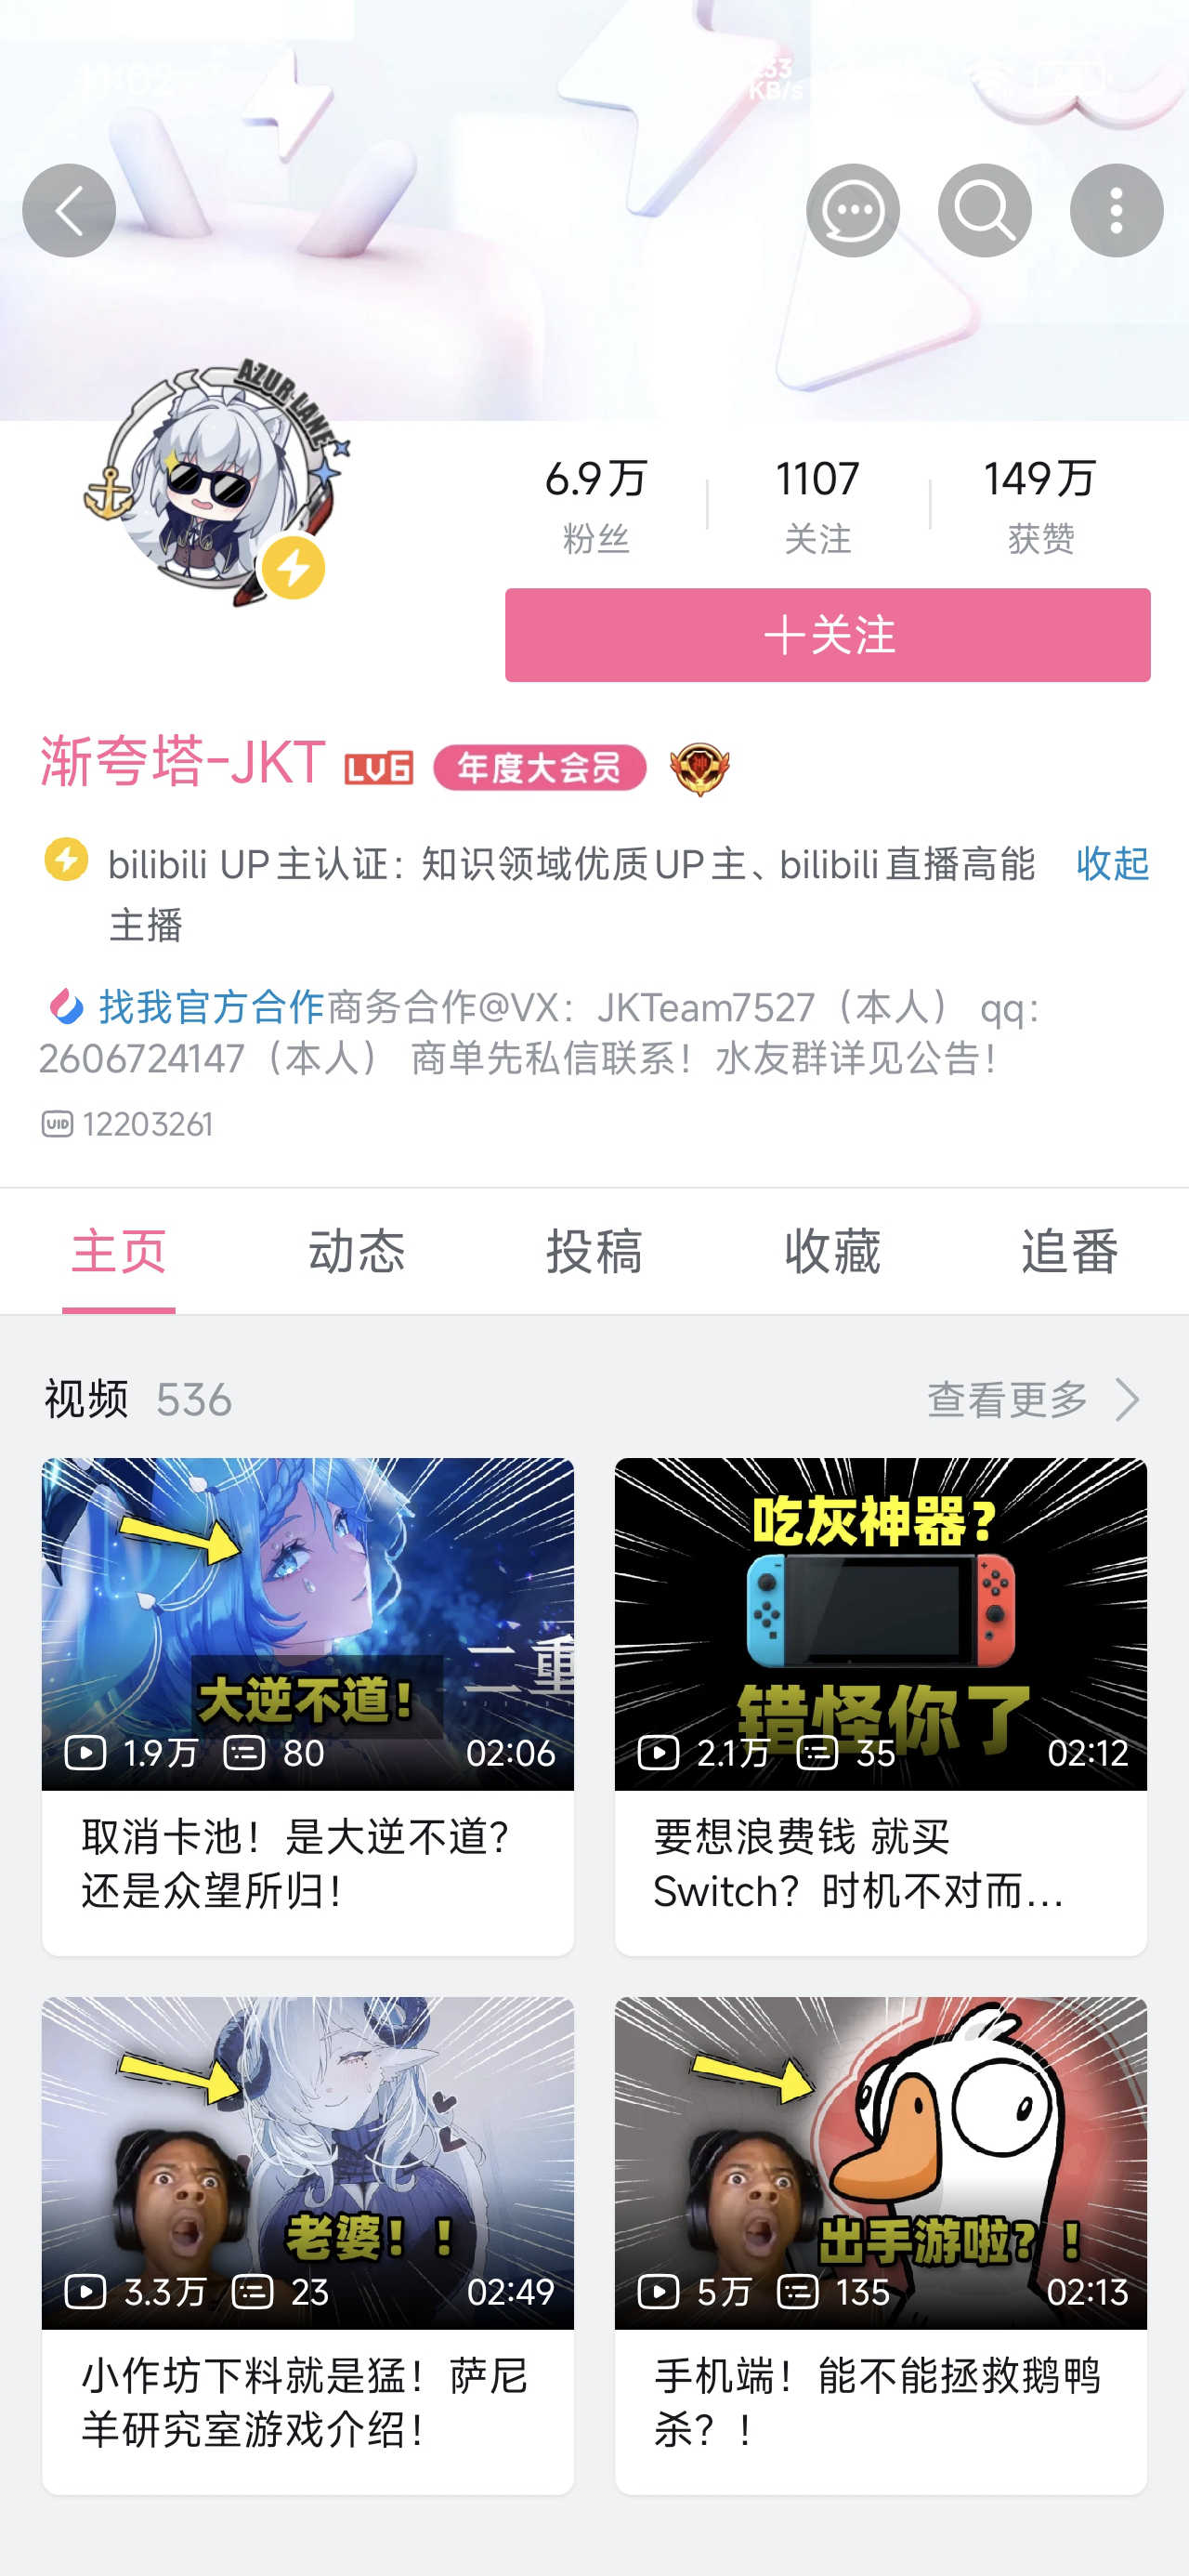 33
KB/s
AZUR LANE
6.9万 1107 149万
粉丝 关注 获赞
十关注
渐夸塔-JKT LV6 年度大会员 神
bilibili UP主认证：知识领域优质UP主、bilibili直播高能 收起
主播
找我官方合作商务合作@VX：JKTeam7527（本人） qq：
2606724147（本人） 商单先私信联系！水友群详见公告！
UID 12203261
主页 动态 投稿 收藏 追番
视频 536 查看更多
大逆不道！
二重
1.9万 80 02:06
吃灰神器？
错怪你了
2.1万 35 02:12
取消卡池！是大逆不道？
还是众望所归！
要想浪费钱 就买
Switch？时机不对而…
老婆！！
3.3万 23 02:49
出手游啦？！
5万 135 02:13
小作坊下料就是猛！萨尼
羊研究室游戏介绍！
手机端！能不能拯救鹅鸭
杀？！